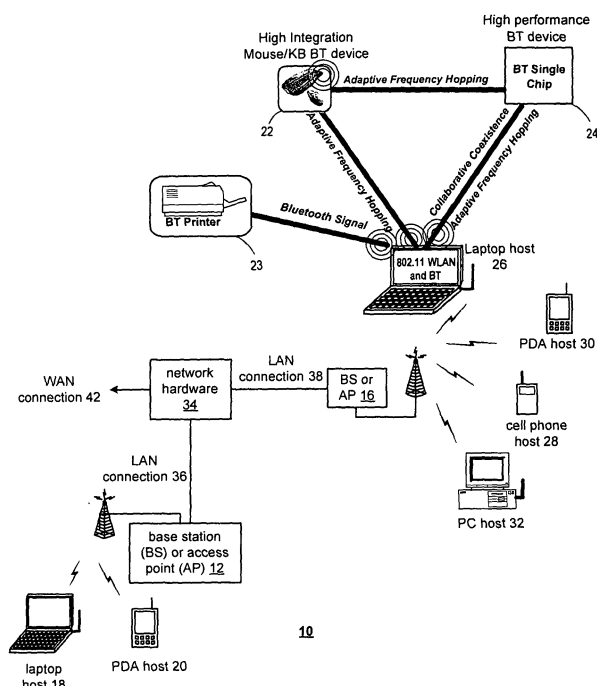 High performance
BT device
High Integration
Mouse/KB BT device
BT Single
Chip
Adaptive Frequency Hopping
22
24
Adaptive Frequency Hopping
Collaborative Coexistence
Adaptive Frequency Hopping
BT Printer
Bluetooth Signal
23
802.11 WLAN
and BT
Laptop host
26
PDA host 30
WAN
connection 42
network
hardware
34
LAN
connection 38
BS or
AP 16
cell phone
host 28
LAN
connection 36
PC host 32
base station
(BS) or access
point (AP) 12
10
laptop
host 18
PDA host 20